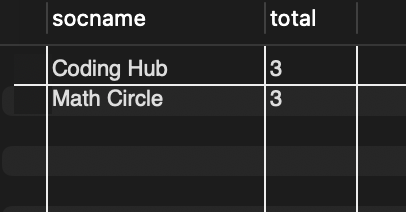 socname total
Coding Hub 3
Math Circle 3